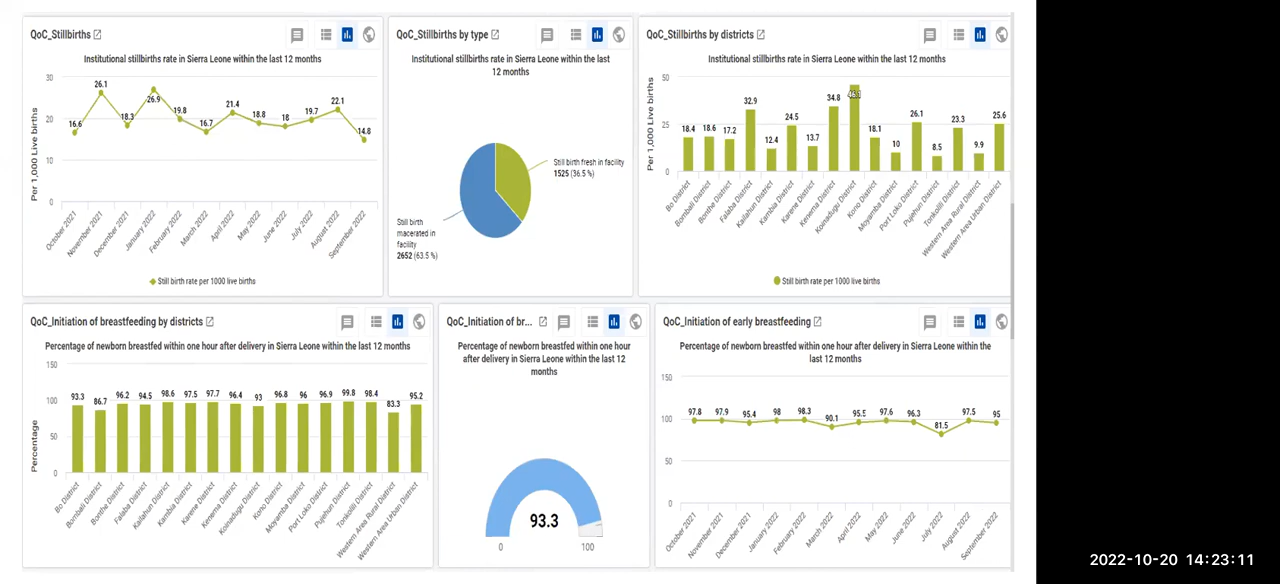 QoC_Stillbirths
Institutional stillbirths rate in Sierra Leone within the last 12 months
Per 1,000 Live births
30
20
10
0
16.6
26.1
18.3
26.9
19.8
16.7
21.4
18.8
18
19.7
22.1
14.8
October 2021
November 2021
December 2021
January 2022
February 2022
March 2022
April 2022
May 2022
June 2022
July 2022
August 2022
September 2022
Still birth rate per 1000 live births
QoC_Stillbirths by type
Institutional stillbirths rate in Sierra Leone within the last
12 months
Still birth fresh in facility
1525 (36.5 %)
Still birth
macerated in
facility
2652 (63.5 %)
QoC_Stillbirths by districts
Institutional stillbirths rate in Sierra Leone within the last 12 months
Per 1,000 Live births
50
25
0
18.4
18.6
17.2
32.9
12.4
24.5
13.7
34.8
18.1
10
26.1
8.5
23.3
9.9
25.6
Bo District
Bombali District
Bonthe District
Falaba District
Kailahun District
Kambia District
Karene District
Kenema District
Koinadugu District
Kono District
Moyamba District
Port Loko District
Pujehun District
Tonkolili District
Western Area Rural District
Western Area Urban District
Still birth rate per 1000 live births
QoC_Initiation of breastfeeding by districts
Percentage of newborn breastfed within one hour after delivery in Sierra Leone within the last 12 months
Percentage
150
100
50
0
93.3
86.7
96.2
94.5
98.6
97.5
97.7
96.4
93
96.8
96
96.9
99.8
98.4
83.3
95.2
Bo District
Bombali District
Bonthe District
Falaba District
Kailahun District
Kambia District
Karene District
Kenema District
Koinadugu District
Kono District
Moyamba District
Port Loko District
Pujehun District
Tonkolili District
Western Area Rural District
Western Area Urban District
QoC_Initiation of br...
Percentage of newborn breastfed within one hour
after delivery in Sierra Leone within the last 12
months
93.3
0
100
QoC_Initiation of early breastfeeding
Percentage of newborn breastfed within one hour after delivery in Sierra Leone within the
last 12 months
150
100
50
0
97.8
97.9
95.4
98
98.3
90.1
95.5
97.6
96.3
81.5
97.5
95
October 2021
November 2021
December 2021
January 2022
February 2022
March 2022
April 2022
May 2022
June 2022
July 2022
August 2022
September 2022
2022-10-20 14:23:11